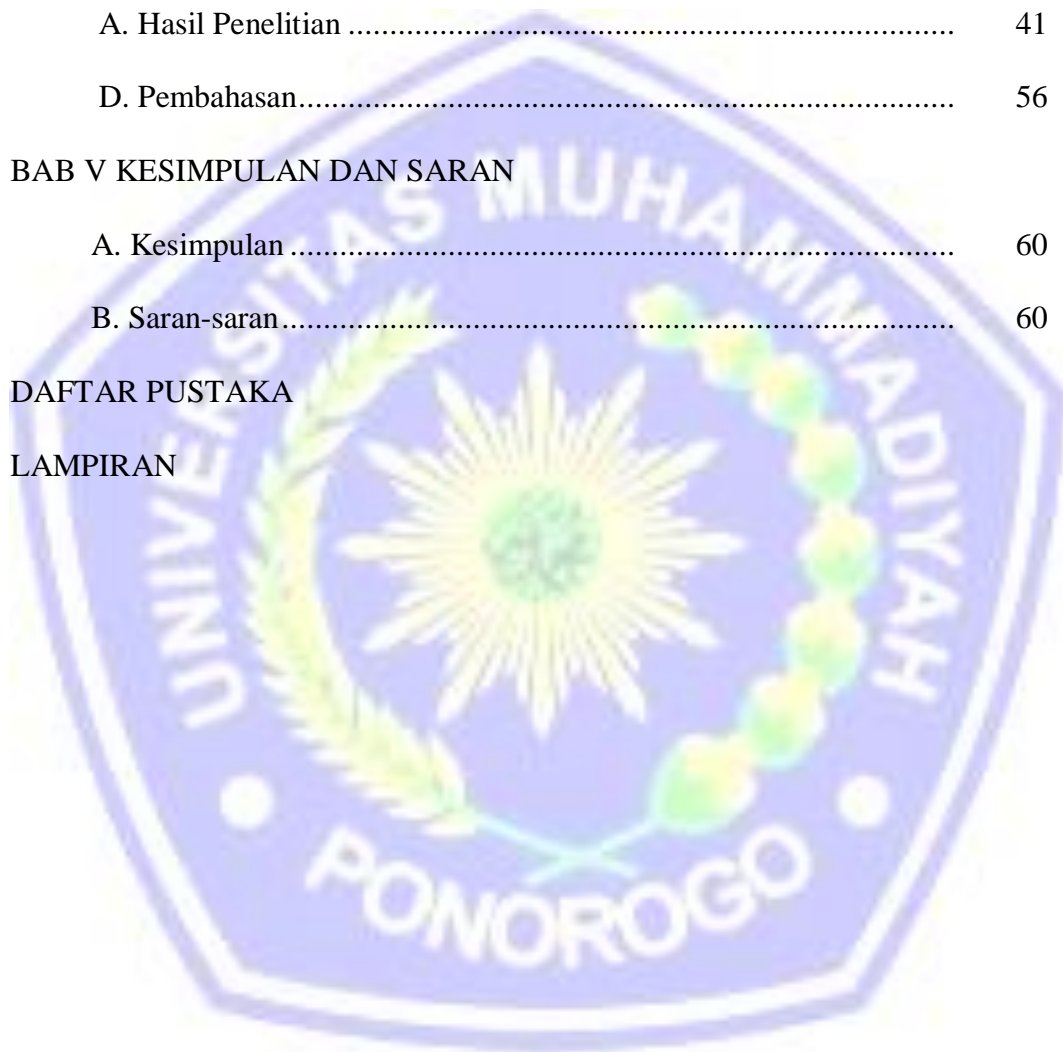 A. Hasil Penelitian ........................................................................ 41
D. Pembahasan.............................................................................. 56
BAB V KESIMPULAN DAN SARAN
A. Kesimpulan ............................................................................... 60
B. Saran-saran................................................................................ 60
DAFTAR PUSTAKA
LAMPIRAN
UNIVERSITAS MUHAMMADIYAH
PONOROGO